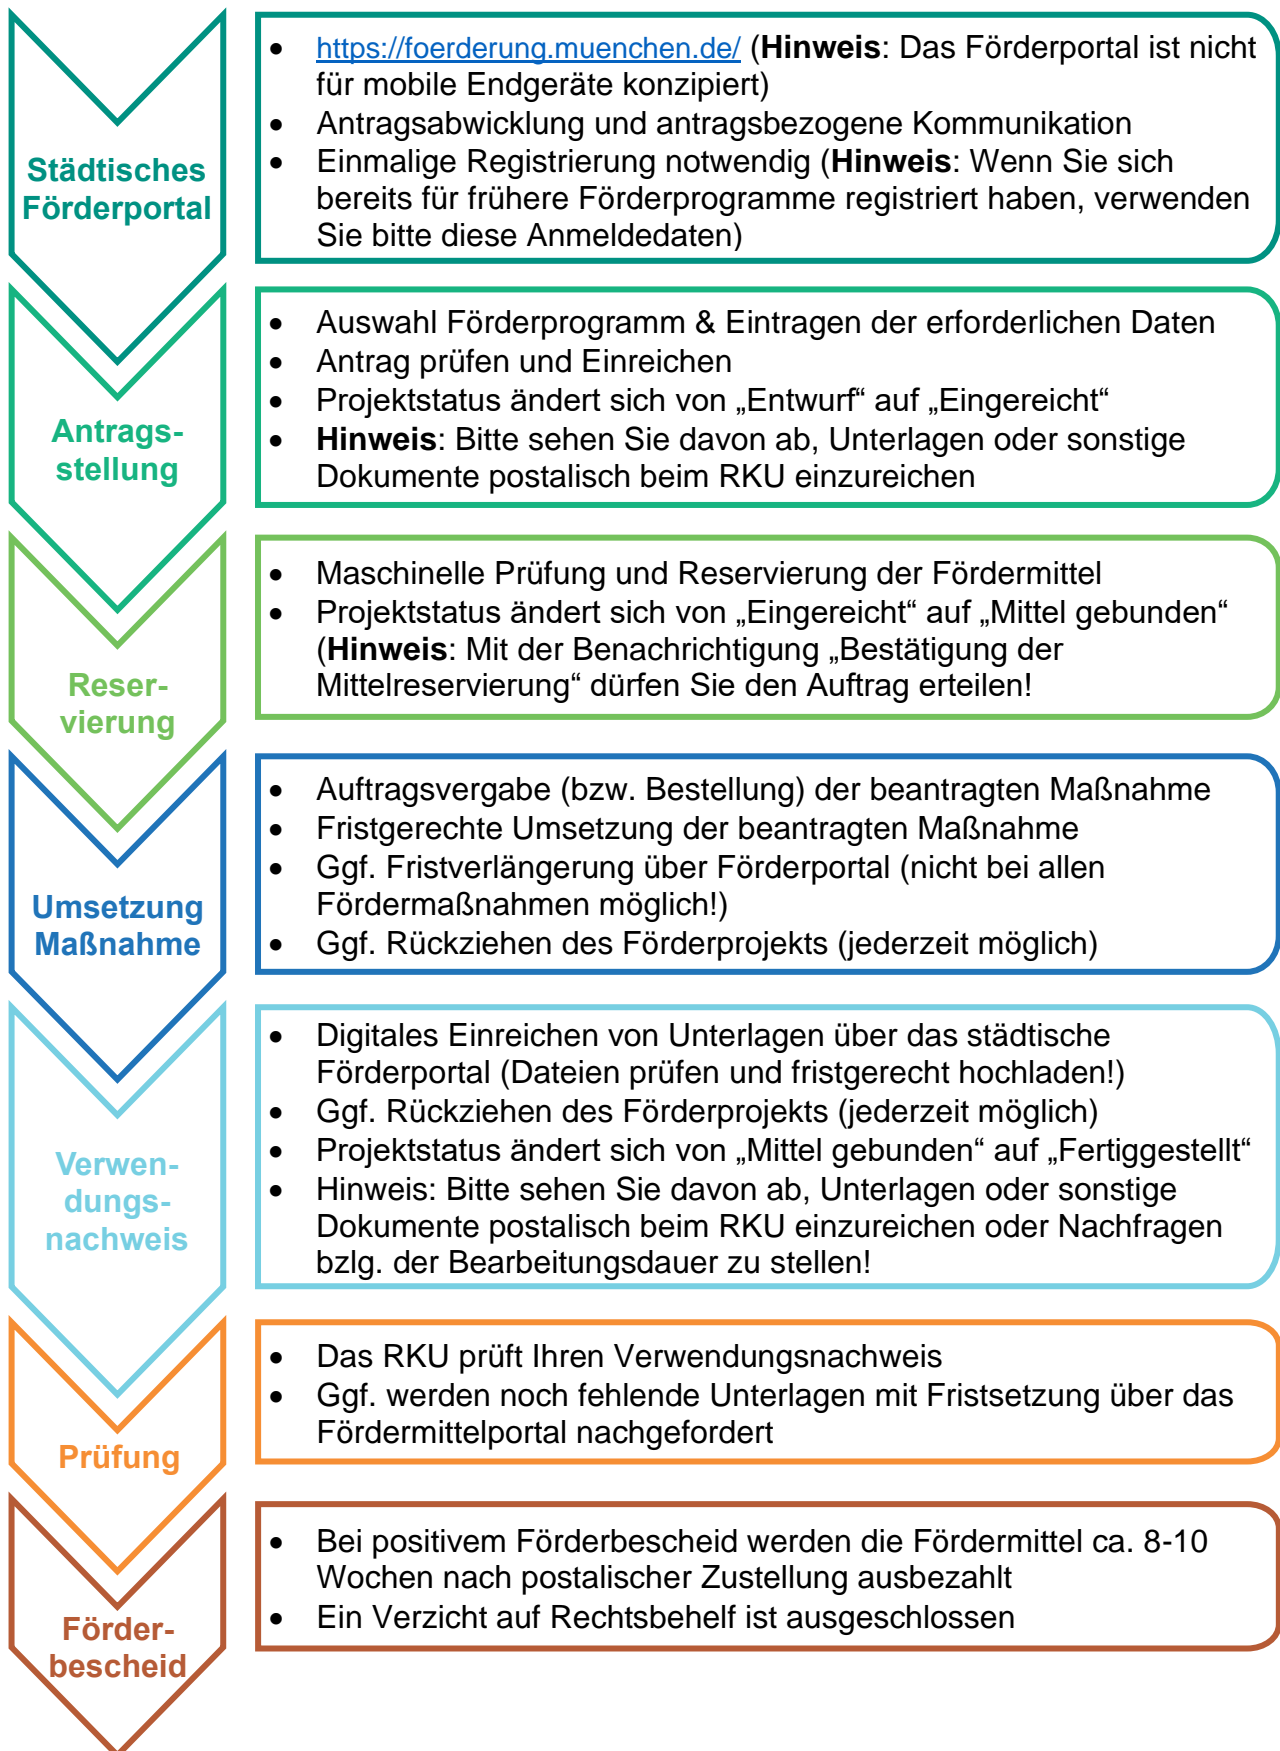 Städtisches
Förderportal
• https://foerderung.muenchen.de/ (Hinweis: Das Förderportal ist nicht
für mobile Endgeräte konzipiert)
• Antragsabwicklung und antragsbezogene Kommunikation
• Einmalige Registrierung notwendig (Hinweis: Wenn Sie sich
bereits für frühere Förderprogramme registriert haben, verwenden
Sie bitte diese Anmeldedaten)
Antrags-
stellung
• Auswahl Förderprogramm & Eintragen der erforderlichen Daten
• Antrag prüfen und Einreichen
• Projektstatus ändert sich von „Entwurf“ auf „Eingereicht“
• Hinweis: Bitte sehen Sie davon ab, Unterlagen oder sonstige
Dokumente postalisch beim RKU einzureichen
Reser-
vierung
• Maschinelle Prüfung und Reservierung der Fördermittel
• Projektstatus ändert sich von „Eingereicht“ auf „Mittel gebunden“
(Hinweis: Mit der Benachrichtigung „Bestätigung der
Mittelreservierung“ dürfen Sie den Auftrag erteilen!
Umsetzung
Maßnahme
• Auftragsvergabe (bzw. Bestellung) der beantragten Maßnahme
• Fristgerechte Umsetzung der beantragten Maßnahme
• Ggf. Fristverlängerung über Förderportal (nicht bei allen
Fördermaßnahmen möglich!)
• Ggf. Rückziehen des Förderprojekts (jederzeit möglich)
Verwen-
dungs-
nachweis
• Digitales Einreichen von Unterlagen über das städtische
Förderportal (Dateien prüfen und fristgerecht hochladen!)
• Ggf. Rückziehen des Förderprojekts (jederzeit möglich)
• Projektstatus ändert sich von „Mittel gebunden“ auf „Fertiggestellt“
• Hinweis: Bitte sehen Sie davon ab, Unterlagen oder sonstige
Dokumente postalisch beim RKU einzureichen oder Nachfragen
bzlg. der Bearbeitungsdauer zu stellen!
Prüfung
• Das RKU prüft Ihren Verwendungsnachweis
• Ggf. werden noch fehlende Unterlagen mit Fristsetzung über das
Fördermittelportal nachgefordert
Förder-
bescheid
• Bei positivem Förderbescheid werden die Fördermittel ca. 8-10
Wochen nach postalischer Zustellung ausbezahlt
• Ein Verzicht auf Rechtsbehelf ist ausgeschlossen